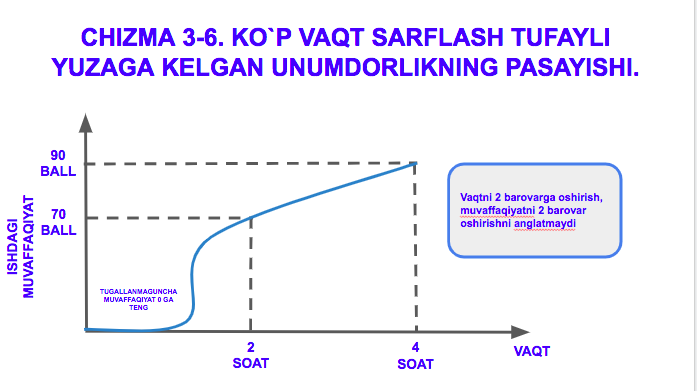 CHIZMA 3-6. KO`P VAQT SARFLASH TUFAYLI
YUZAGA KELGAN UNUMDORLIKNING PASAYISHI.
90
BALL
70
BALL
ISHDAGI
MUVAFFAQIYAT
TUGALLANMAGUNCHA
MUVAFFAQIYAT 0 GA
TENG
Vaqtni 2 barovarga oshirish,
muvaffaqiyatni 2 barovar
oshirishni anglatmaydi
2
SOAT
4
SOAT
VAQT